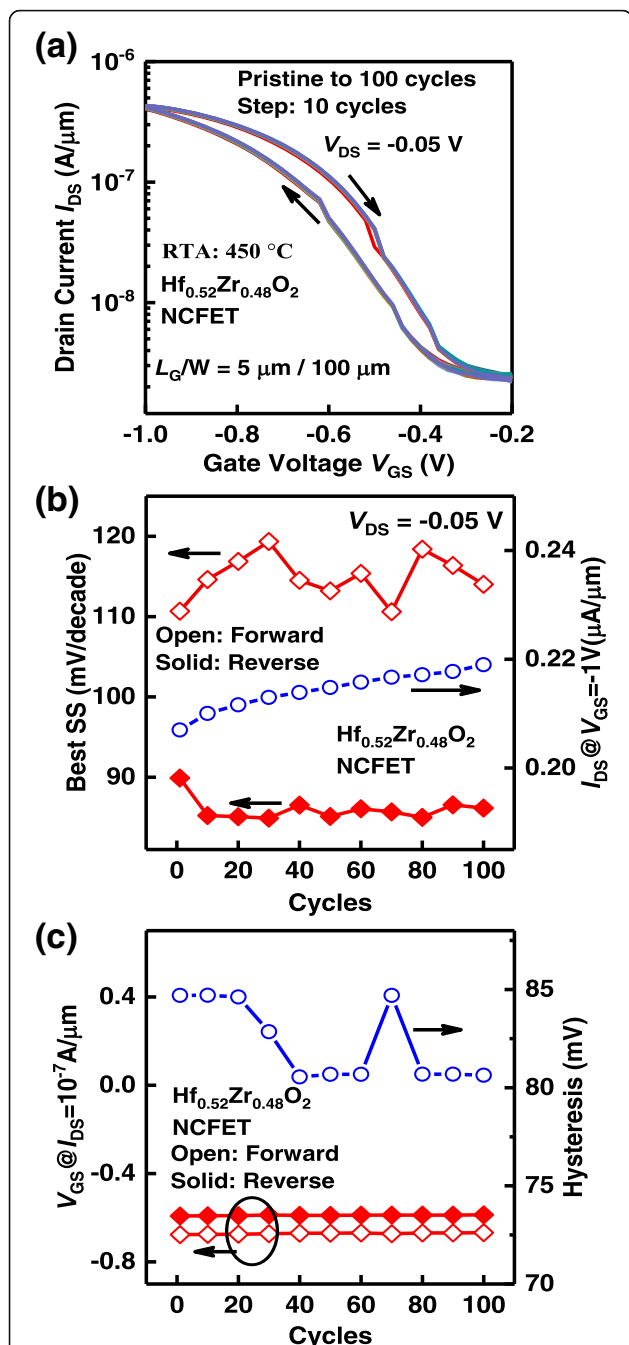 (a)
10⁻⁶
10⁻⁷
10⁻⁸
Drain Current I_DS (A/μm)
Pristine to 100 cycles
Step: 10 cycles
V_DS = -0.05 V
RTA: 450 °C
Hf₀.₅₂Zr₀.₄₈O₂
NCFET
L_G/W = 5 μm / 100 μm
-1.0 -0.8 -0.6 -0.4 -0.2
Gate Voltage V_GS (V)
(b)
120
110
100
90
Best SS (mV/decade)
V_DS = -0.05 V
Open: Forward
Solid: Reverse
Hf₀.₅₂Zr₀.₄₈O₂
NCFET
0.24
0.22
0.20
I_DS@V_GS=-1V(μA/μm)
0 20 40 60 80 100
Cycles
(c)
0.4
0.0
-0.4
-0.8
V_GS@I_DS=10⁻⁷A/μm
Hf₀.₅₂Zr₀.₄₈O₂
NCFET
Open: Forward
Solid: Reverse
85
80
75
70
Hysteresis (mV)
0 20 40 60 80 100
Cycles